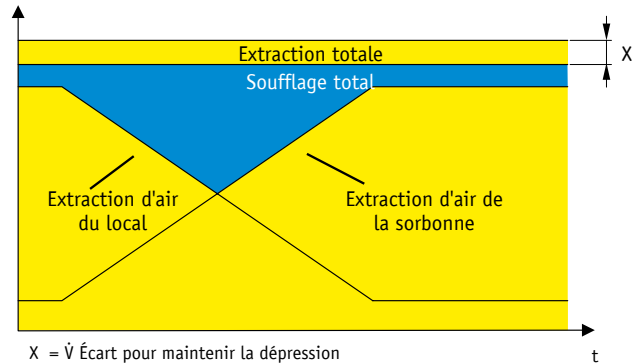 Extraction totale
X
Soufflage total
Extraction d'air
du local
Extraction d'air de
la sorbonne
X = V̇ Écart pour maintenir la dépression
t